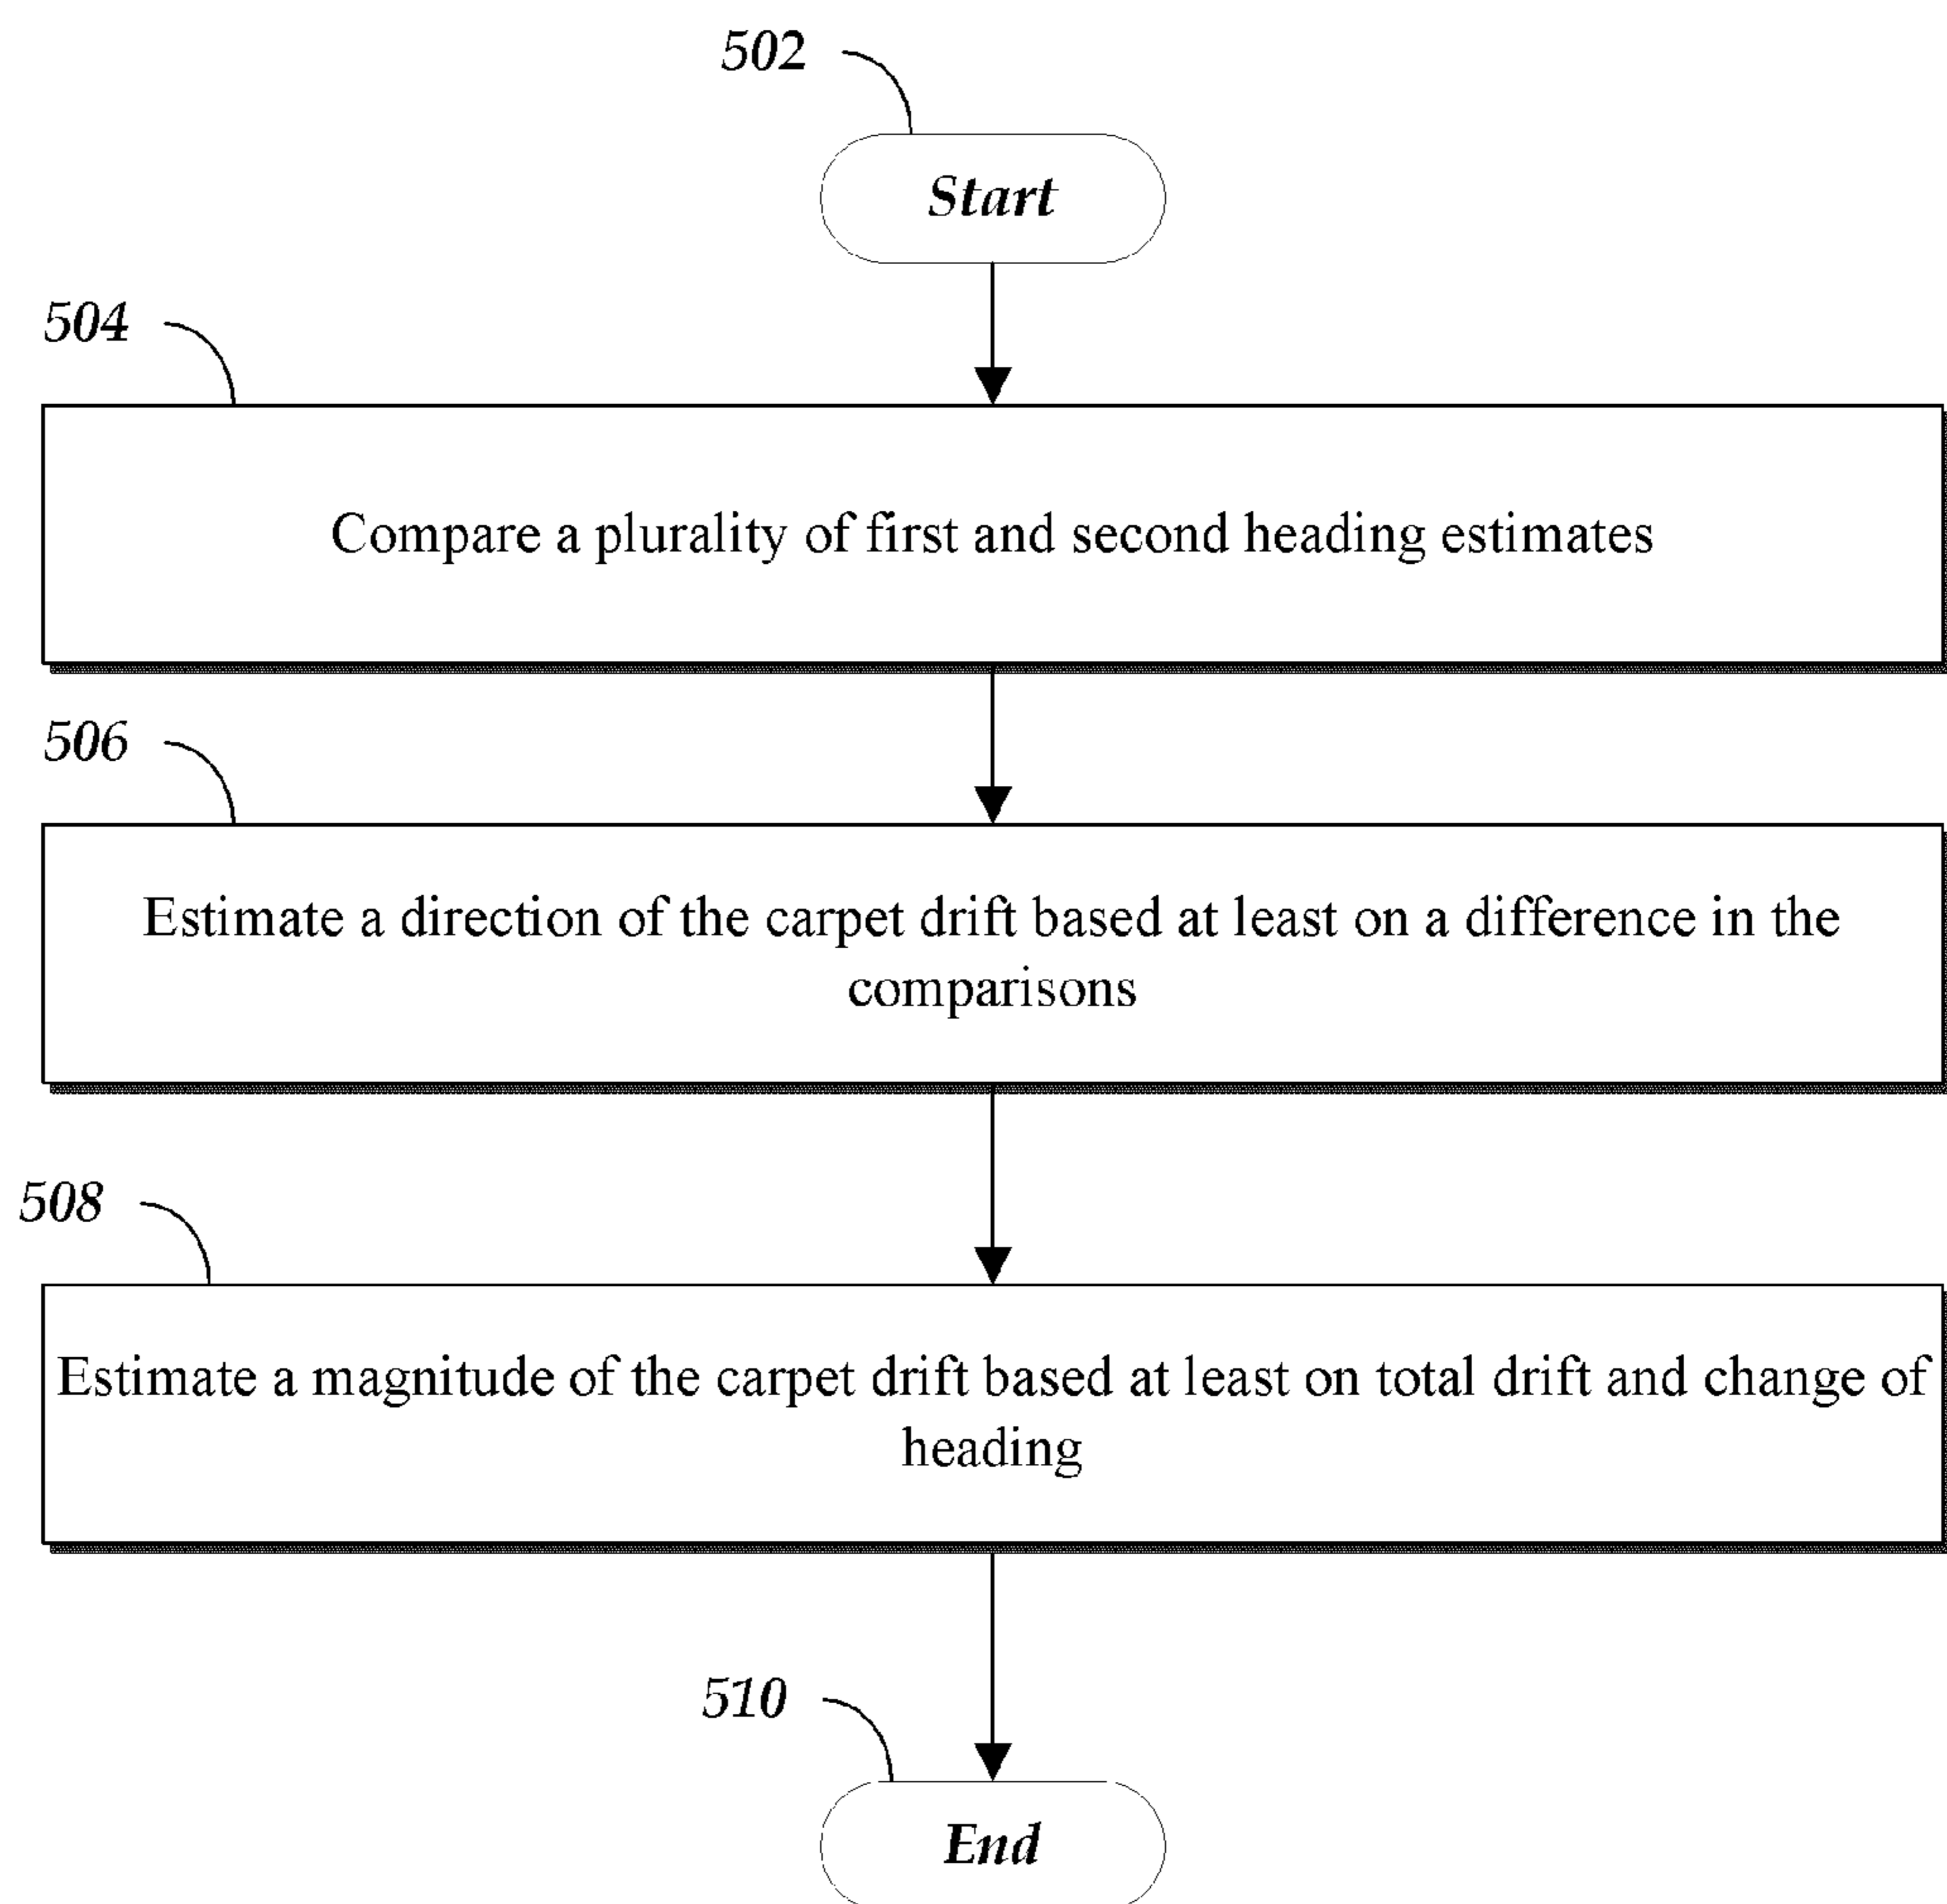 502
Start
504
Compare a plurality of first and second heading estimates
506
Estimate a direction of the carpet drift based at least on a difference in the
comparisons
508
Estimate a magnitude of the carpet drift based at least on total drift and change of
heading
510
End